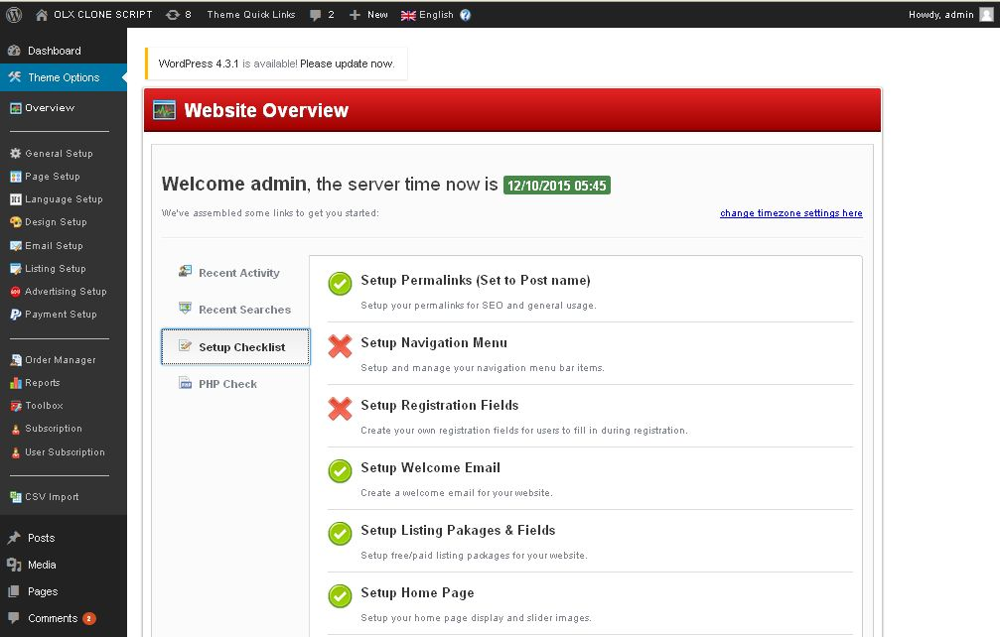 OLX CLONE SCRIPT 8 Theme Quick Links 2 New English Howdy, admin
Dashboard
Theme Options
Overview
General Setup
Page Setup
Language Setup
Design Setup
Email Setup
Listing Setup
Advertising Setup
Payment Setup
Order Manager
Reports
Toolbox
Subscription
User Subscription
CSV Import
Posts
Media
Pages
Comments 2
WordPress 4.3.1 is available! Please update now.
Website Overview
Welcome admin, the server time now is 12/10/2015 05:45
We've assembled some links to get you started: change timezone settings here
Recent Activity
Recent Searches
Setup Checklist
PHP Check
Setup Permalinks (Set to Post name)
Setup your permalinks for SEO and general usage.
Setup Navigation Menu
Setup and manage your navigation menu bar items.
Setup Registration Fields
Create your own registration fields for users to fill in during registration.
Setup Welcome Email
Create a welcome email for your website.
Setup Listing Pakages & Fields
Setup free/paid listing packages for your website.
Setup Home Page
Setup your home page display and slider images.